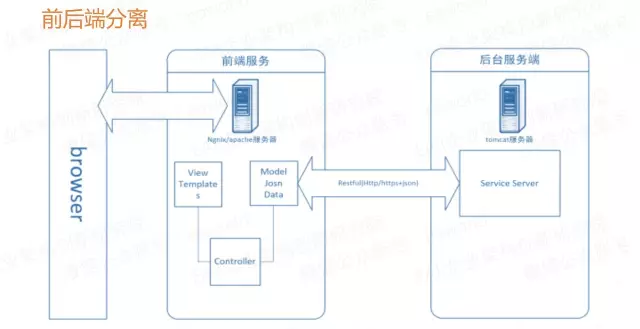 前后端分离
browser
前端服务
Ngnix/apache服务器
View
Template
s
Model
Josn
Data
Controller
Restful(Http/https+json)
后台服务端
tomcat服务器
Service Server